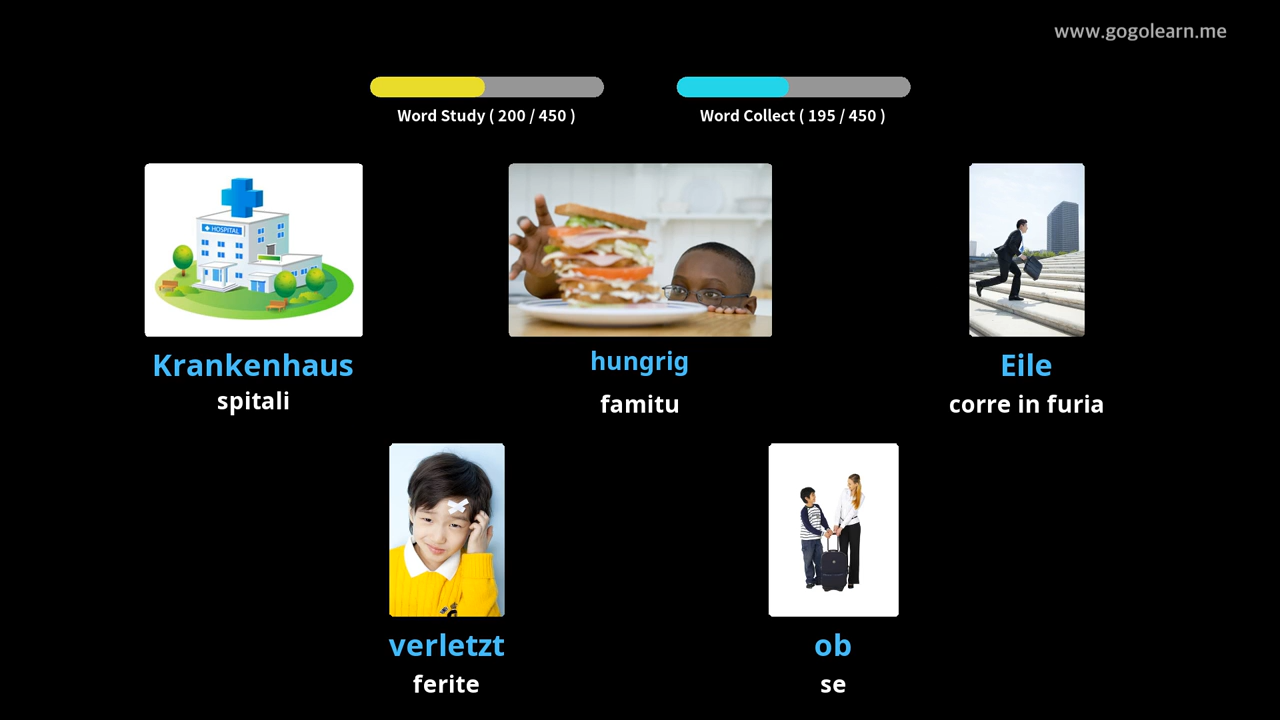 www.gogolearn.me
Word Study ( 200 / 450 )
Word Collect ( 195 / 450 )
HOSPITAL
Krankenhaus
spitali
hungrig
famitu
Eile
corre in furia
verletzt
ferite
ob
se